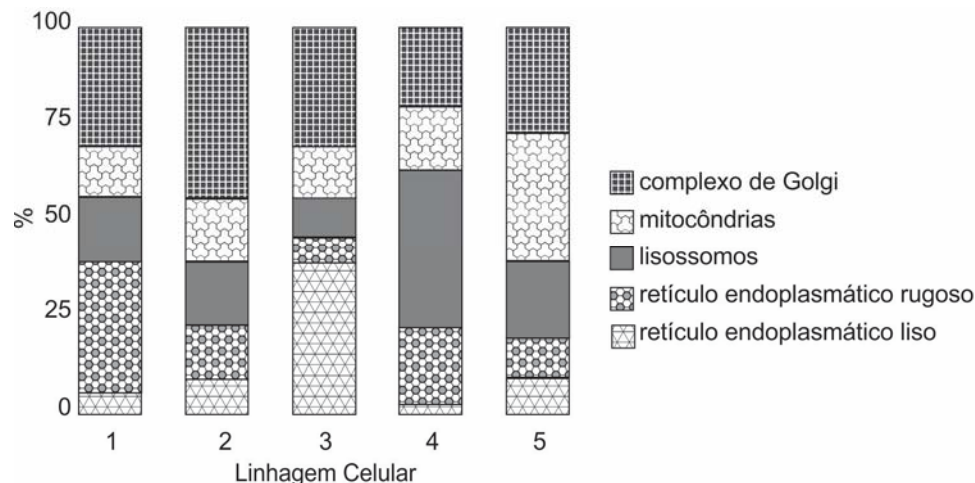 100
75
50
25
0
%
1 2 3 4 5
Linhagem Celular
complexo de Golgi
mitocôndrias
lisossomos
retículo endoplasmático rugoso
retículo endoplasmático liso